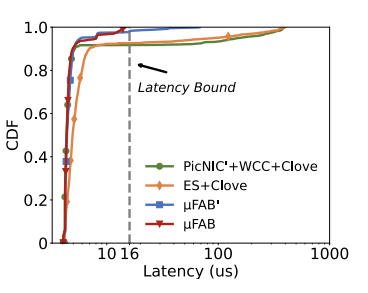 1.0
0.8
0.6
0.4
0.2
0
CDF
Latency Bound
PicNIC'+WCC+Clove
ES+Clove
μFAB'
μFAB
10 16 100 1000
Latency (us)